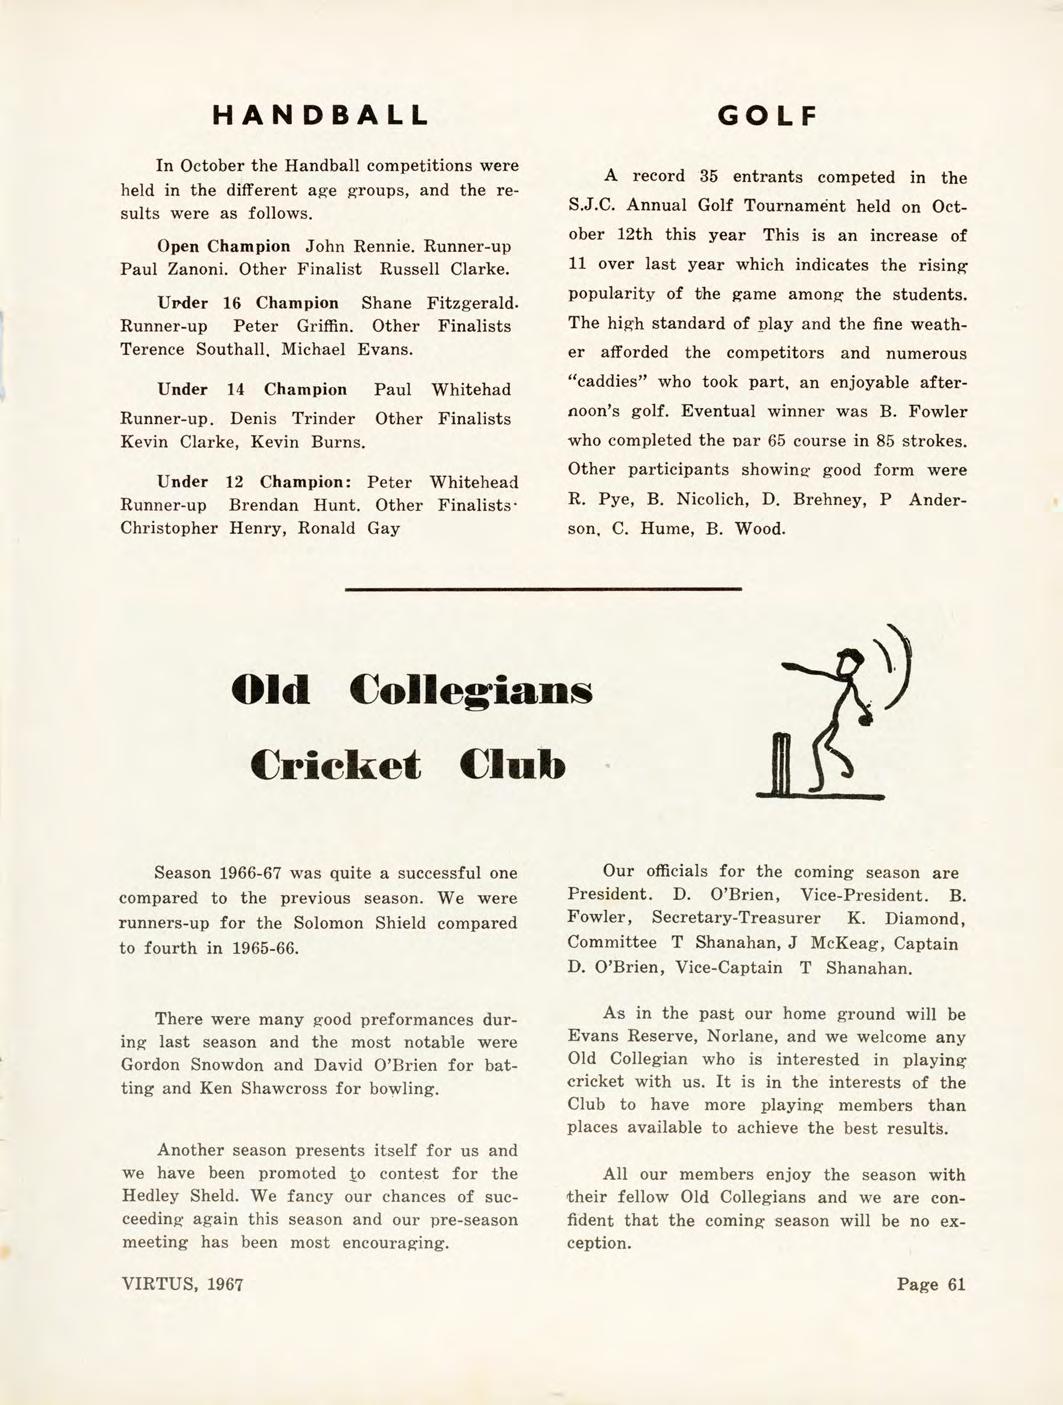 HANDBALL
In October the Handball competitions were
held in the different age groups, and the re-
sults were as follows.
Open Champion John Rennie. Runner-up
Paul Zanoni. Other Finalist Russell Clarke.
Under 16 Champion Shane Fitzgerald.
Runner-up Peter Griffin. Other Finalists
Terence Southall, Michael Evans.
Under 14 Champion Paul Whitehad
Runner-up. Denis Trinder Other Finalists
Kevin Clarke, Kevin Burns.
Under 12 Champion: Peter Whitehead
Runner-up Brendan Hunt. Other Finalists·
Christopher Henry, Ronald Gay
GOLF
A record 35 entrants competed in the
S.J.C. Annual Golf Tournament held on Oct-
ober 12th this year This is an increase of
11 over last year which indicates the rising
popularity of the game among the students.
The high standard of play and the fine weath-
er afforded the competitors and numerous
“caddies” who took part, an enjoyable after-
noon's golf. Eventual winner was B. Fowler
who completed the par 65 course in 85 strokes.
Other participants showing good form were
R. Pye, B. Nicolich, D. Brehney, P Ander-
son, C. Hume, B. Wood.
Old Collegians
Cricket Club
Season 1966-67 was quite a successful one
compared to the previous season. We were
runners-up for the Solomon Shield compared
to fourth in 1965-66.
There were many good preformances dur-
ing last season and the most notable were
Gordon Snowdon and David O'Brien for bat-
ting and Ken Shawcross for bowling.
Another season presents itself for us and
we have been promoted to contest for the
Hedley Sheld. We fancy our chances of suc-
ceeding again this season and our pre-season
meeting has been most encouraging.
Our officials for the coming season are
President. D. O'Brien, Vice-President. B.
Fowler, Secretary-Treasurer K. Diamond,
Committee T Shanahan, J McKeag, Captain
D. O'Brien, Vice-Captain T Shanahan.
As in the past our home ground will be
Evans Reserve, Norlane, and we welcome any
Old Collegian who is interested in playing
cricket with us. It is in the interests of the
Club to have more playing members than
places available to achieve the best results.
All our members enjoy the season with
their fellow Old Collegians and we are con-
fident that the coming season will be no ex-
ception.
VIRTUS, 1967
Page 61